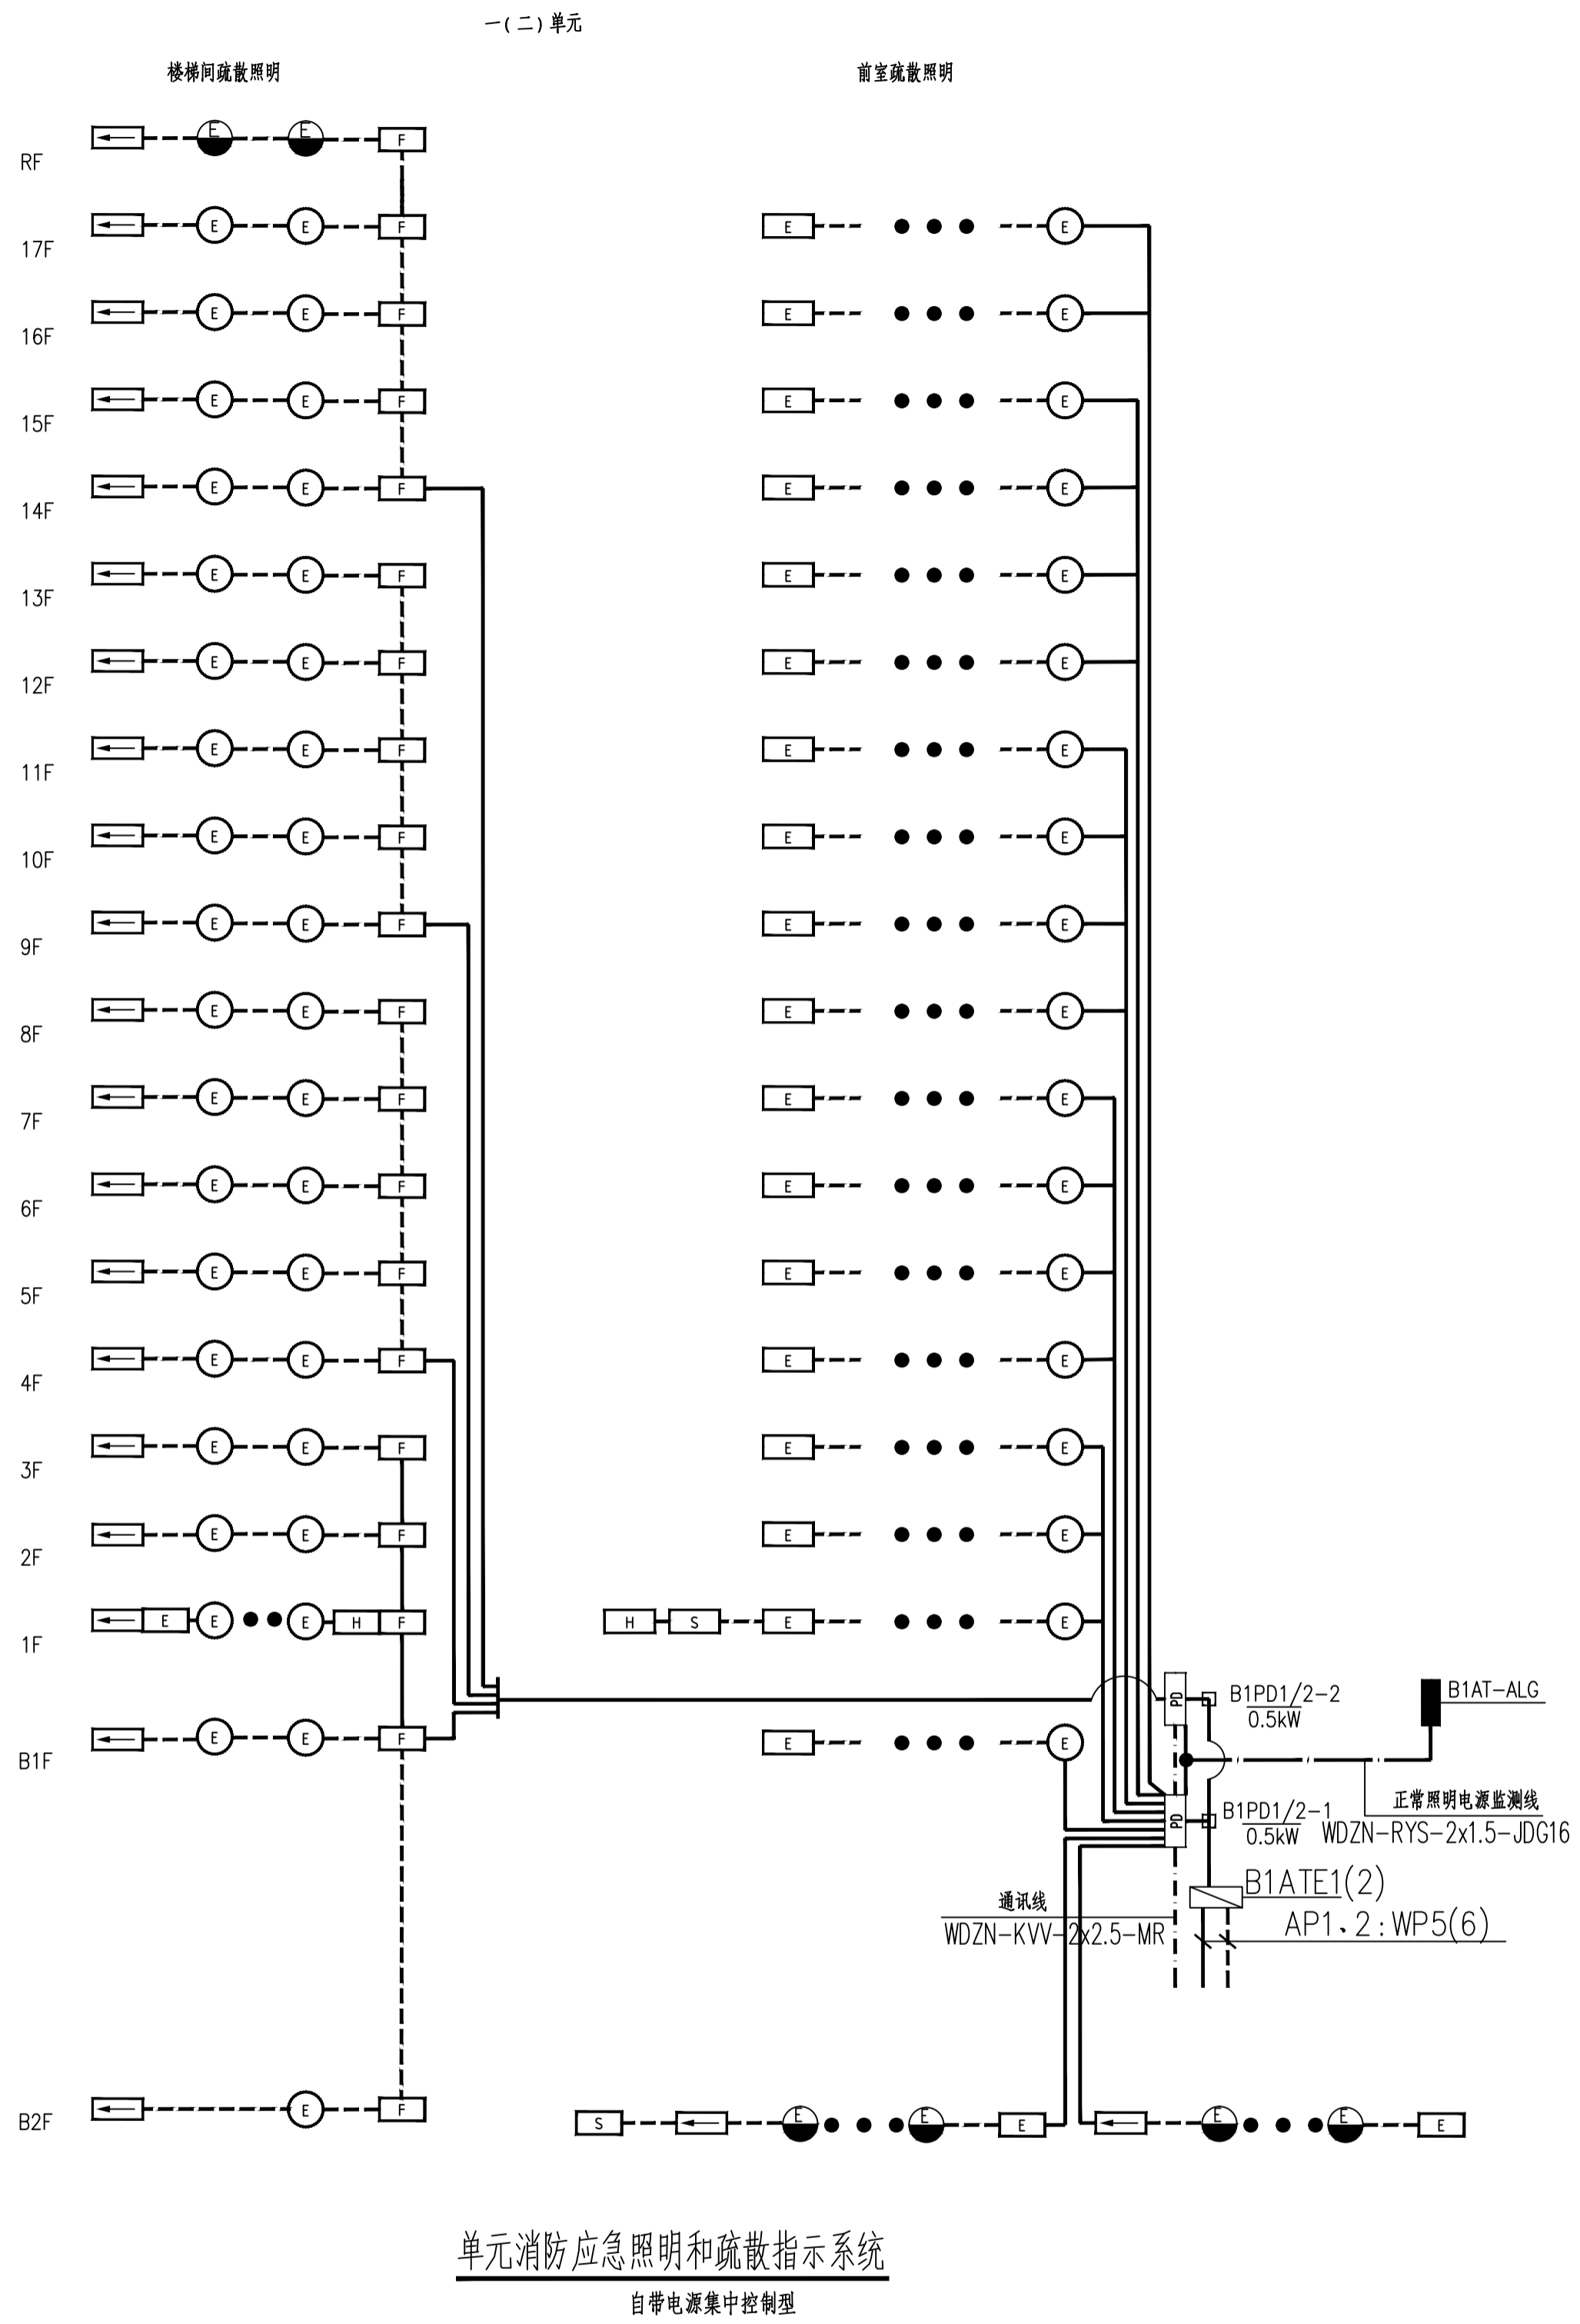 一(二)单元
楼梯间疏散照明
前室疏散照明
E E F
RF
E E F E E
17F
E E F E E
16F
E E F E E
15F
E E F E E
14F
E E F E E
13F
E E F E E
12F
E E F E E
11F
E E F E E
10F
E E F E E
9F
E E F E E
8F
E E F E E
7F
E E F E E
6F
E E F E E
5F
E E F E E
4F
E E F E E
3F
E E F E E
2F
E E E H F H S E E
1F
PD B1PD1/2-2
0.5kW
B1AT-ALG
E E F E E
B1F
正常照明电源监测线
WDZN-RYS-2x1.5-JDG16
PD B1PD1/2-1
0.5kW
B1ATE1(2)
通讯线
WDZN-KVV-2x2.5-MR
AP1、2:WP5(6)
E F S E E E E E E
B2F
单元消防应急照明和疏散指示系统
自带电源集中控制型